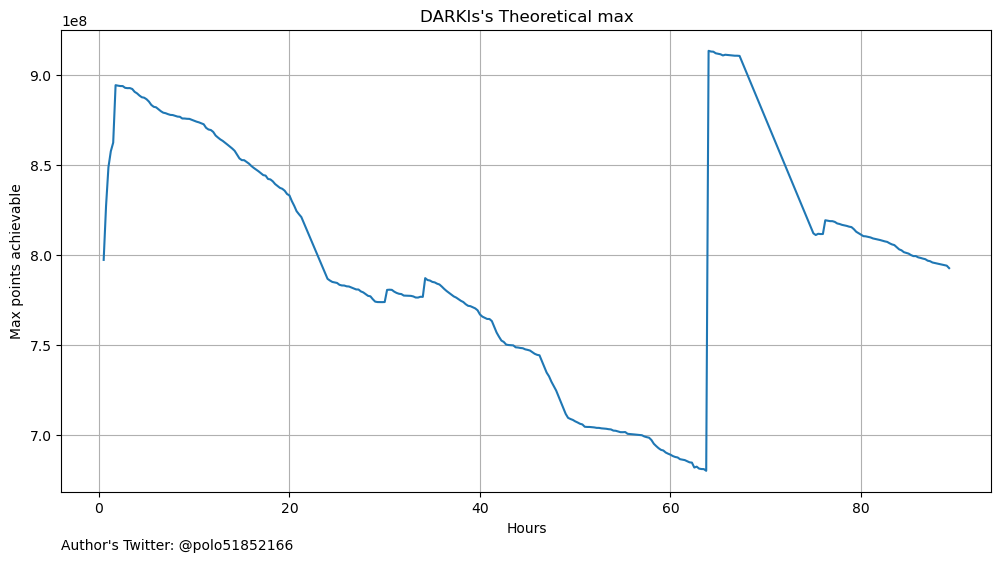 DARKIs's Theoretical max
1e8
9.0
8.5
8.0
7.5
7.0
Max points achievable
0 20 40 60 80
Hours
Author's Twitter: @polo51852166